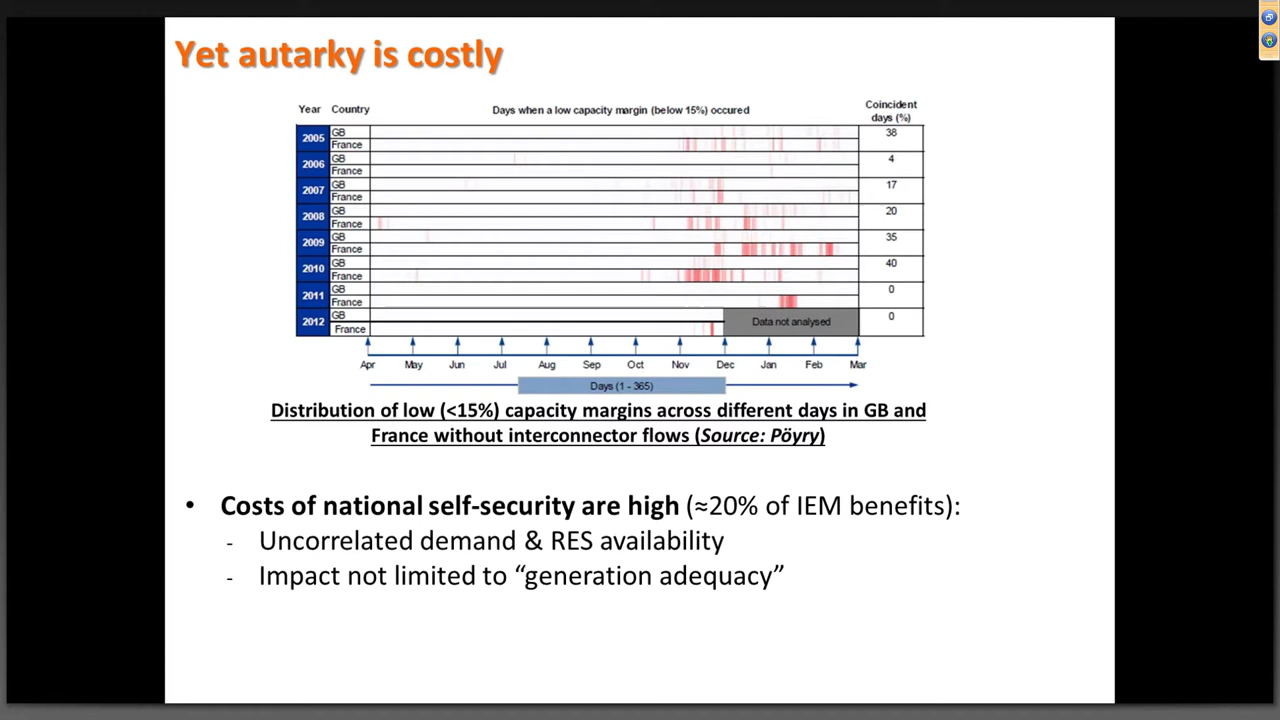 Yet autarky is costly
Year Country Days when a low capacity margin (below 15%) occured Coincident days (%)
2005 GB 38
France
2006 GB 4
France
2007 GB 17
France
2008 GB 20
France
2009 GB 35
France
2010 GB 40
France
2011 GB 0
France
2012 GB Data not analysed 0
France
Apr May Jun Jul Aug Sep Oct Nov Dec Jan Feb Mar
Days (1 - 365)
Distribution of low (<15%) capacity margins across different days in GB and
France without interconnector flows (Source: Pöyry)
• Costs of national self-security are high (≈20% of IEM benefits):
- Uncorrelated demand & RES availability
- Impact not limited to “generation adequacy”